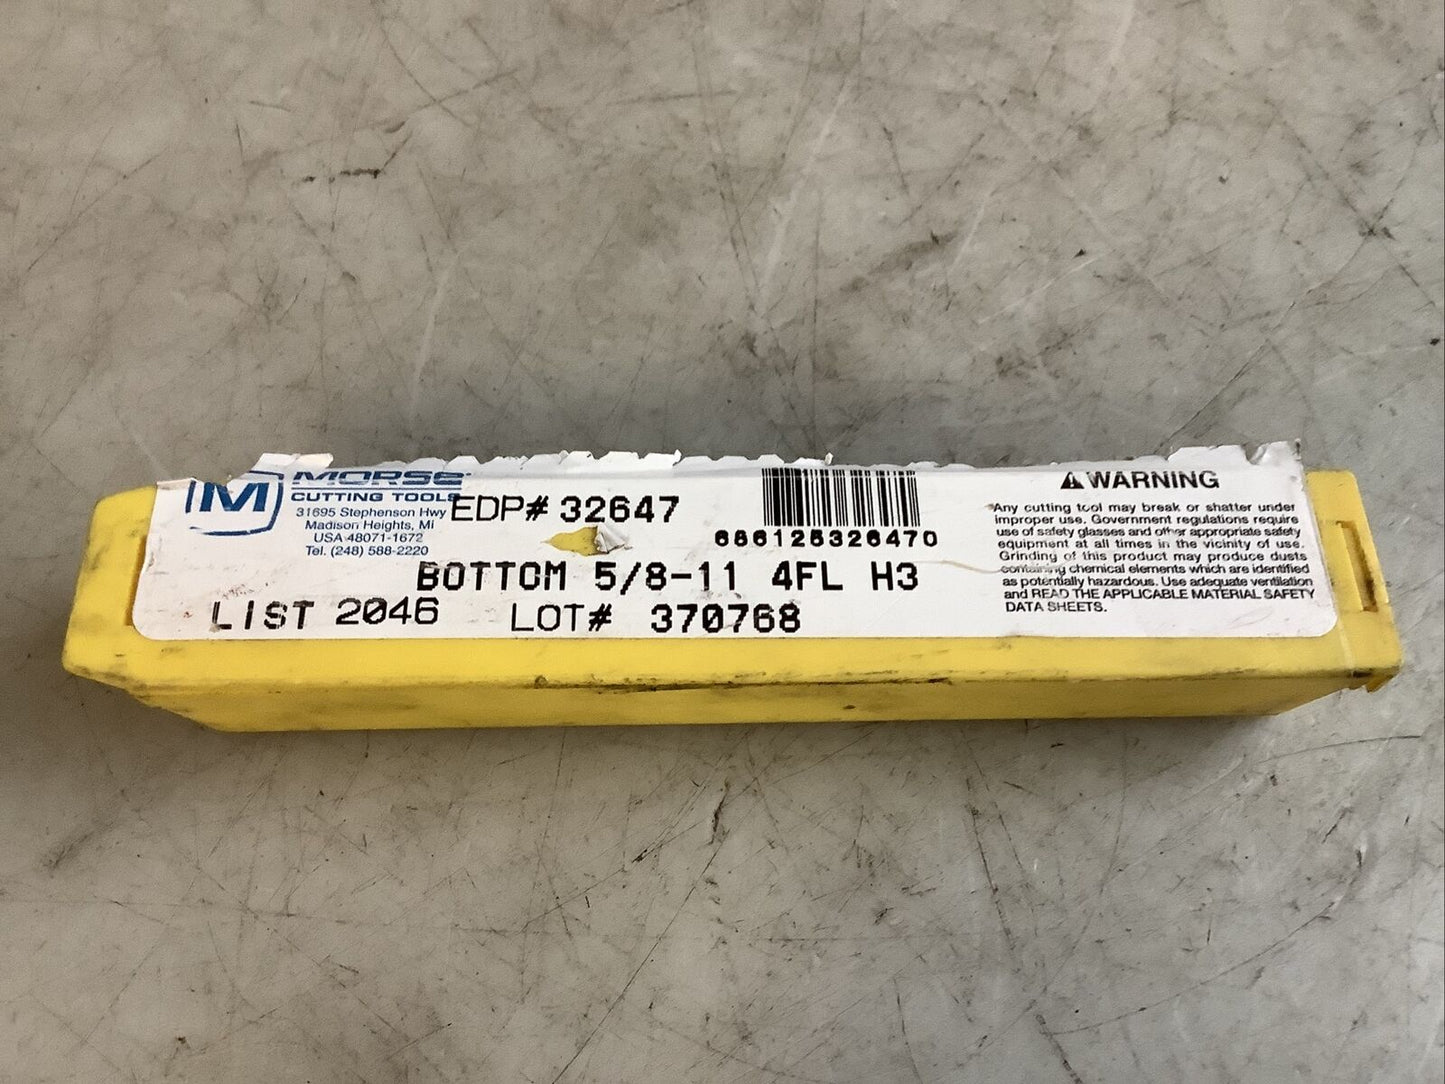 M
MORSE
CUTTING TOOLS
31695 Stephenson Hwy
Madison Heights, MI
USA 48071-1672
Tel. (248) 588-2220
EDP# 32647
686125326470
BOTTOM 5/8-11 4FL H3
LIST 2046 LOT# 370768
WARNING
Any cutting tool may break or shatter under
improper use. Government regulations require
use of safety glasses and other appropriate safety
equipment at all times in the vicinity of use.
Grinding of this product may produce dusts
containing chemical elements which are identified
as potentially hazardous. Use adequate ventilation
and READ THE APPLICABLE MATERIAL SAFETY
DATA SHEETS.